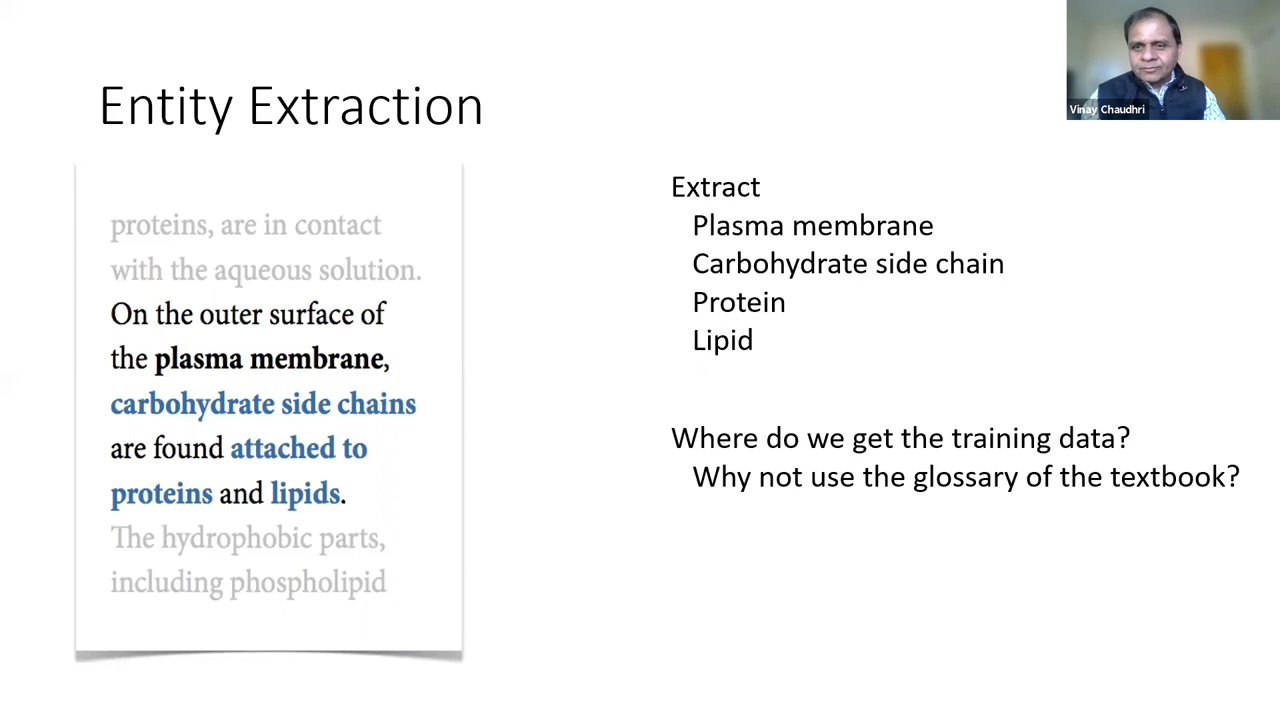 Entity Extraction
proteins, are in contact
with the aqueous solution.
On the outer surface of
the plasma membrane,
carbohydrate side chains
are found attached to
proteins and lipids.
The hydrophobic parts,
including phospholipid
Extract
Plasma membrane
Carbohydrate side chain
Protein
Lipid
Where do we get the training data?
Why not use the glossary of the textbook?
Vinay Chaudhri